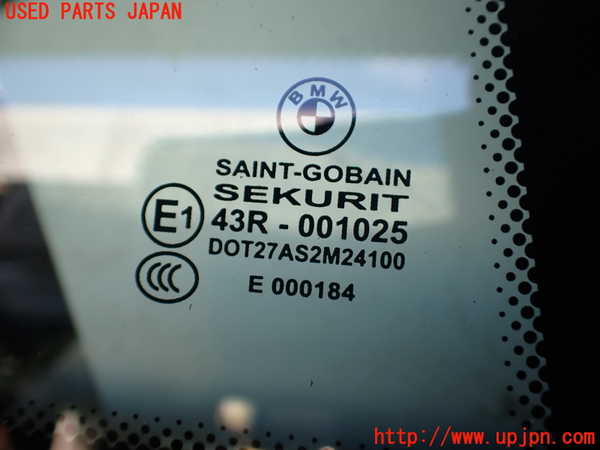 USED PARTS JAPAN
BMW
SAINT-GOBAIN
SEKURIT
E1
43R - 001025
DOT27AS2M24100
CCC
E 000184
http://www.upjpn.com/